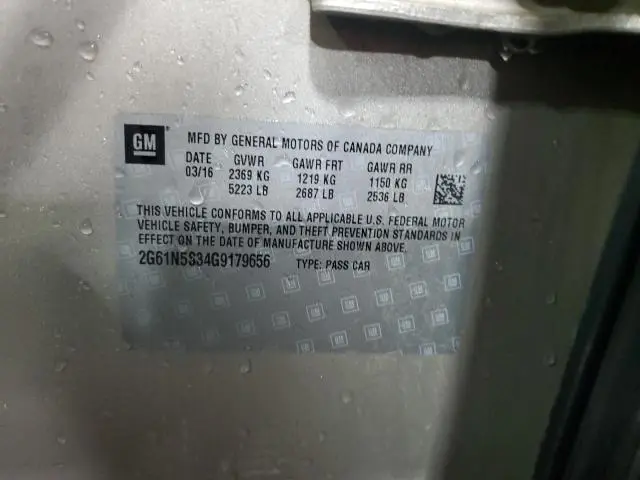 GM
MFD BY GENERAL MOTORS OF CANADA COMPANY
DATE GVWR GAWR FRT GAWR RR
03/16 2369 KG 1219 KG 1150 KG
5223 LB 2687 LB 2536 LB
THIS VEHICLE CONFORMS TO ALL APPLICABLE U.S. FEDERAL MOTOR
VEHICLE SAFETY, BUMPER, AND THEFT PREVENTION STANDARDS IN
EFFECT ON THE DATE OF MANUFACTURE SHOWN ABOVE.
2G61N5S34G9179656 TYPE: PASS CAR